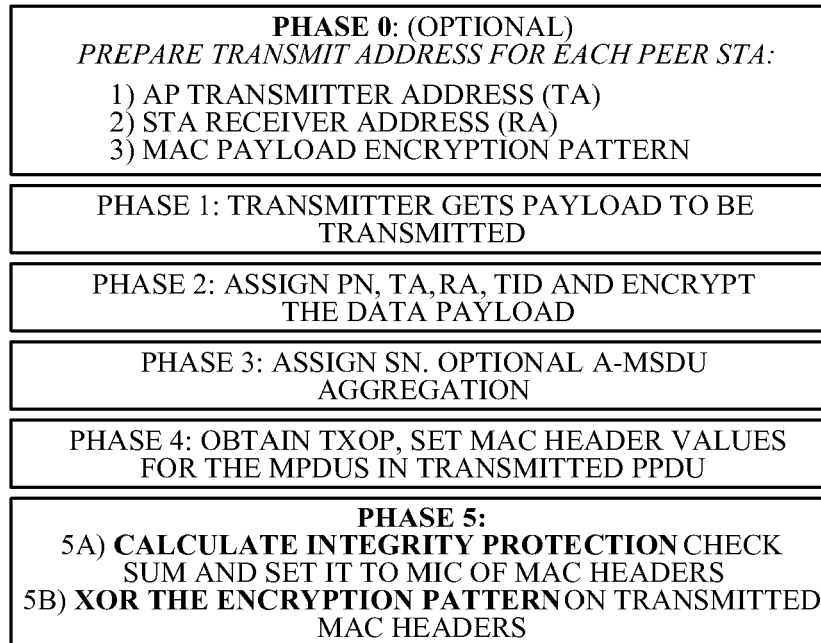 PHASE 0: (OPTIONAL)
PREPARE TRANSMIT ADDRESS FOR EACH PEER STA:
1) AP TRANSMITTER ADDRESS (TA)
2) STA RECEIVER ADDRESS (RA)
3) MAC PAYLOAD ENCRYPTION PATTERN
PHASE 1: TRANSMITTER GETS PAYLOAD TO BE
TRANSMITTED
PHASE 2: ASSIGN PN, TA, RA, TID AND ENCRYPT
THE DATA PAYLOAD
PHASE 3: ASSIGN SN. OPTIONAL A-MSDU
AGGREGATION
PHASE 4: OBTAIN TXOP, SET MAC HEADER VALUES
FOR THE MPDUS IN TRANSMITTED PPDU
PHASE 5:
5A) CALCULATE INTEGRITY PROTECTION CHECK
SUM AND SET IT TO MIC OF MAC HEADERS
5B) XOR THE ENCRYPTION PATTERN ON TRANSMITTED
MAC HEADERS